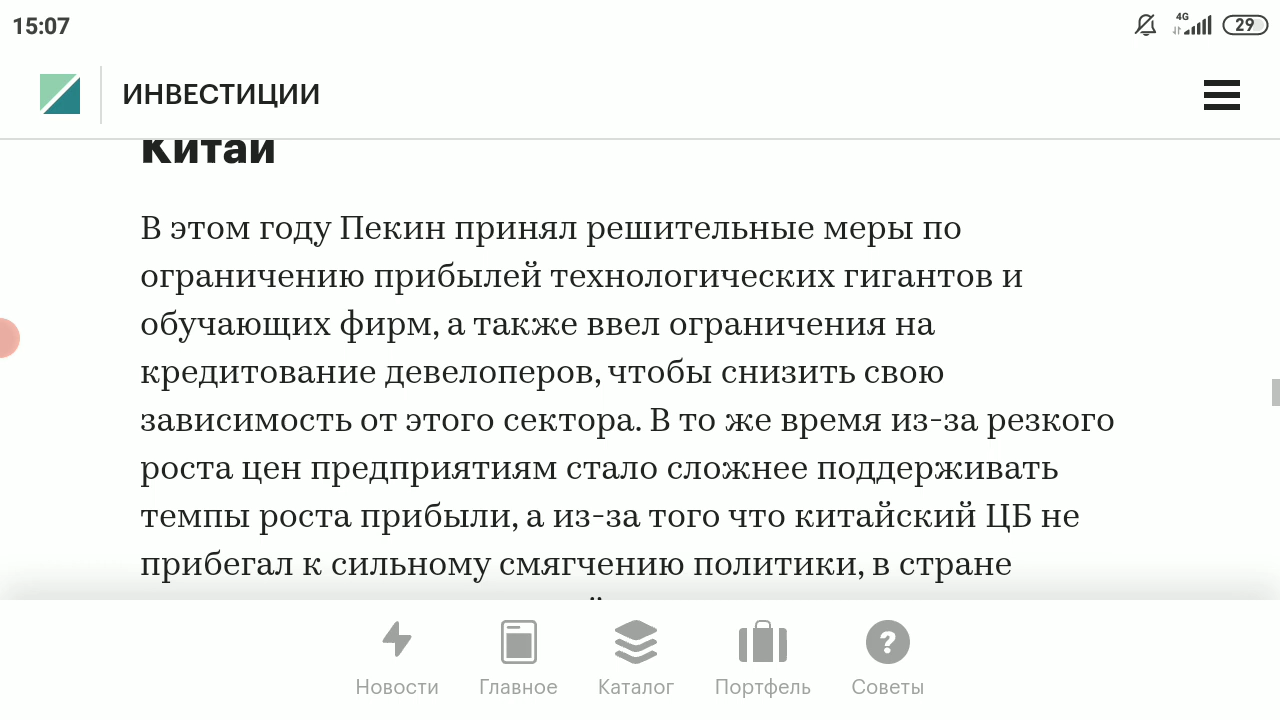 15:07
4G
29
ИНВЕСТИЦИИ
Китай
В этом году Пекин принял решительные меры по
ограничению прибылей технологических гигантов и
обучающих фирм, а также ввел ограничения на
кредитование девелоперов, чтобы снизить свою
зависимость от этого сектора. В то же время из-за резкого
роста цен предприятиям стало сложнее поддерживать
темпы роста прибыли, а из-за того что китайский ЦБ не
прибегал к сильному смягчению политики, в стране
Новости
Главное
Каталог
Портфель
Советы